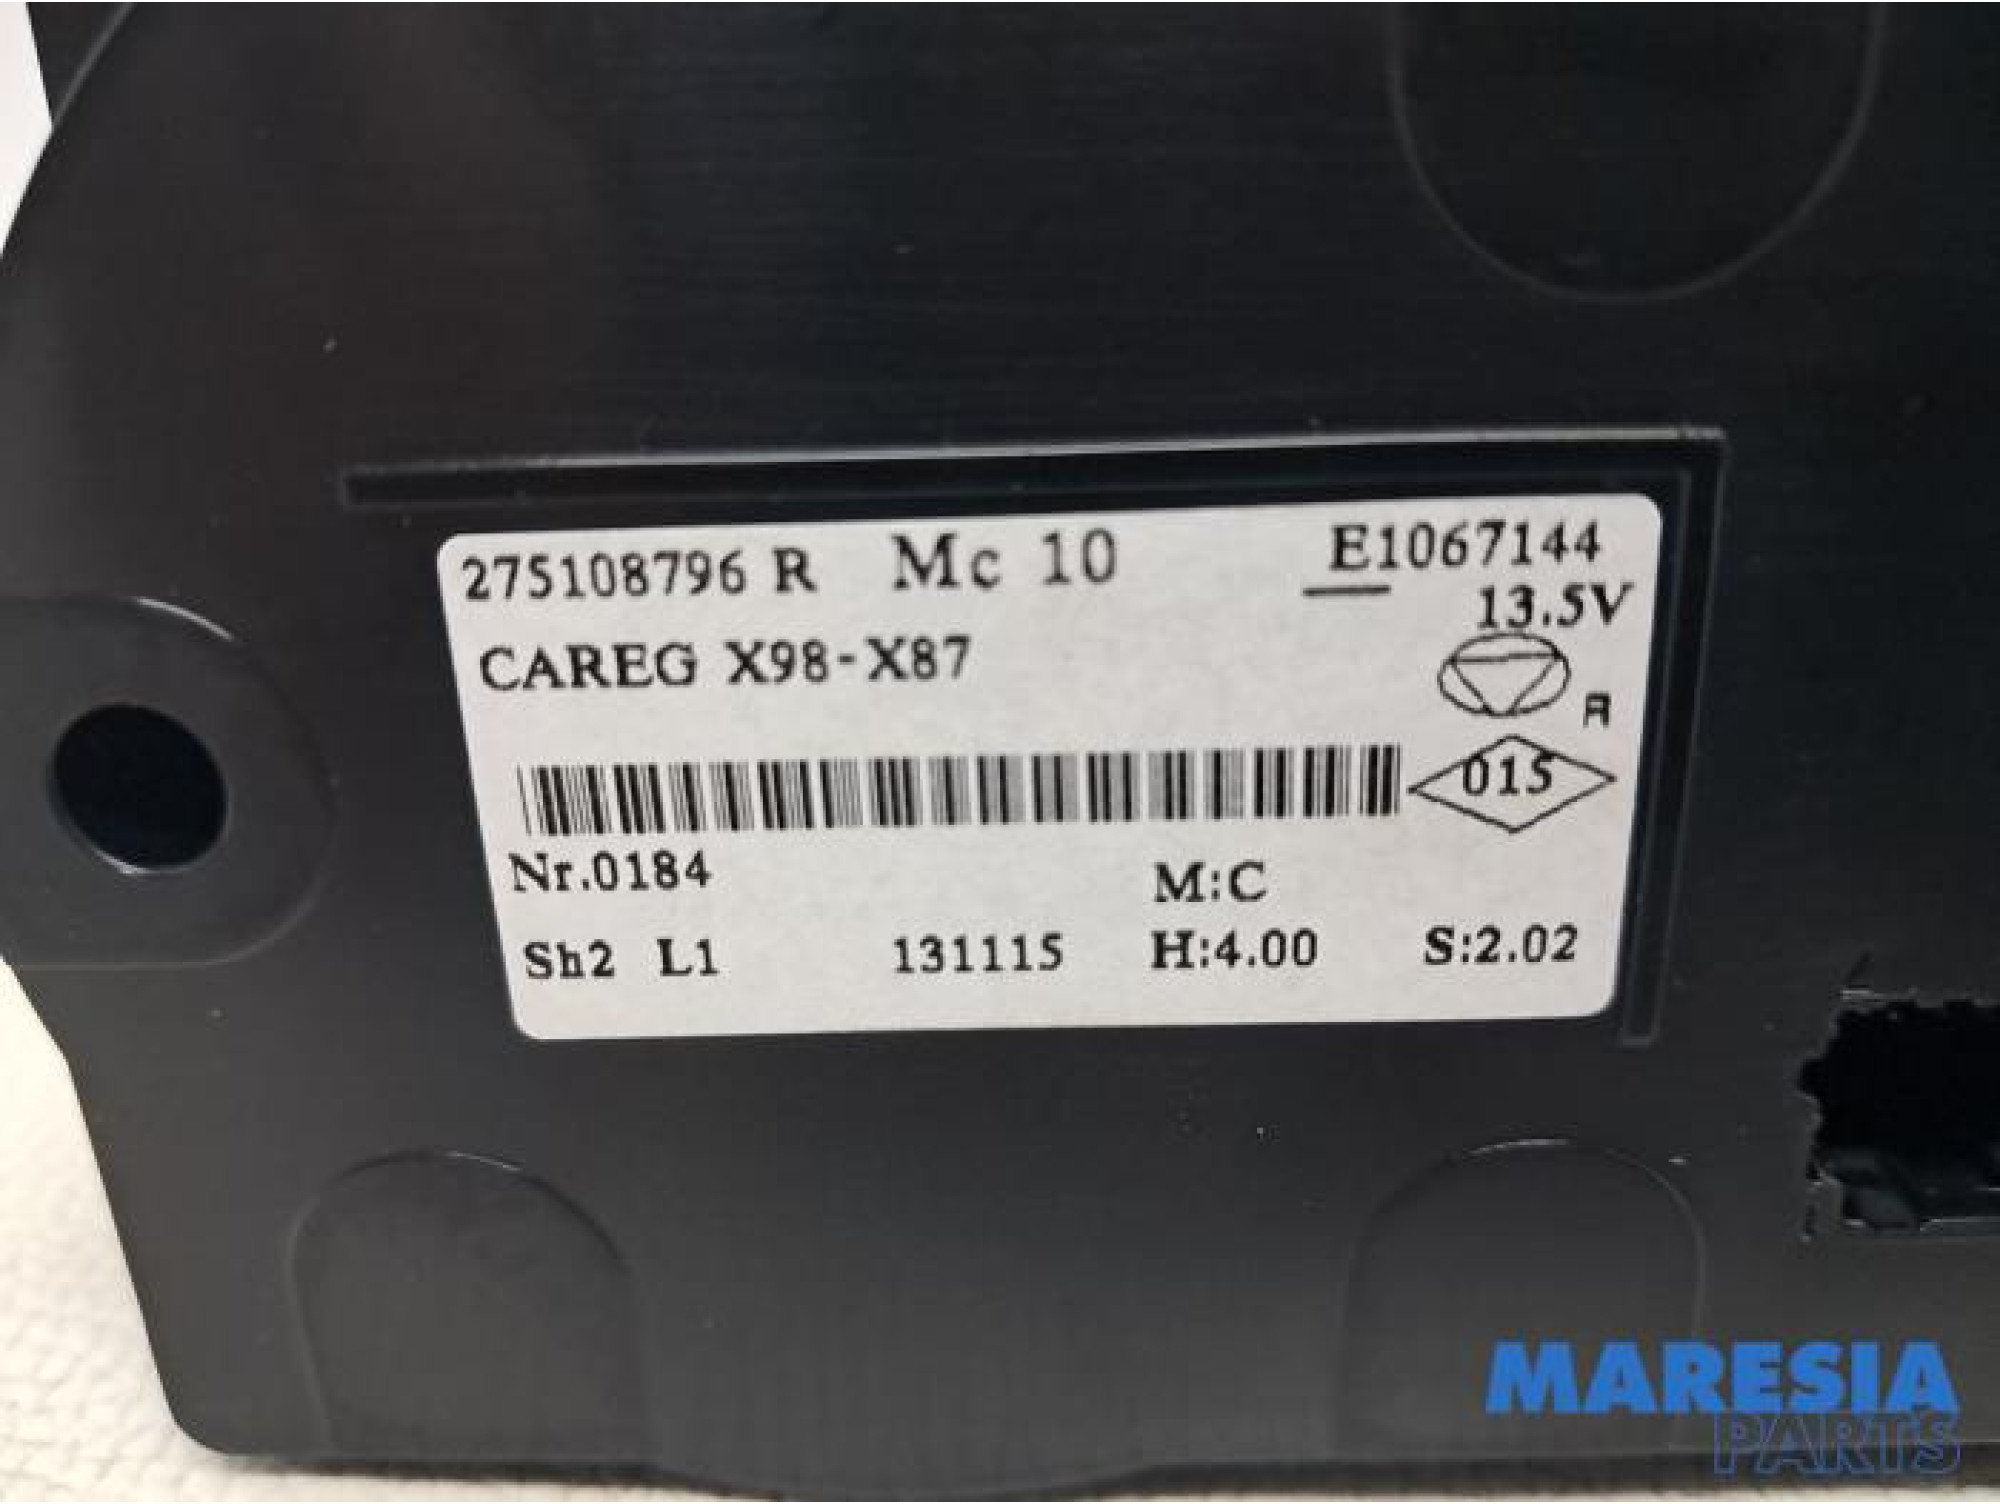 275108796 R Mc 10 E1067144
13.5V
CAREG X98-X87
R
015
Nr.0184 M:C
Sh2 L1 131115 H:4.00 S:2.02
MARESIA
PARTS